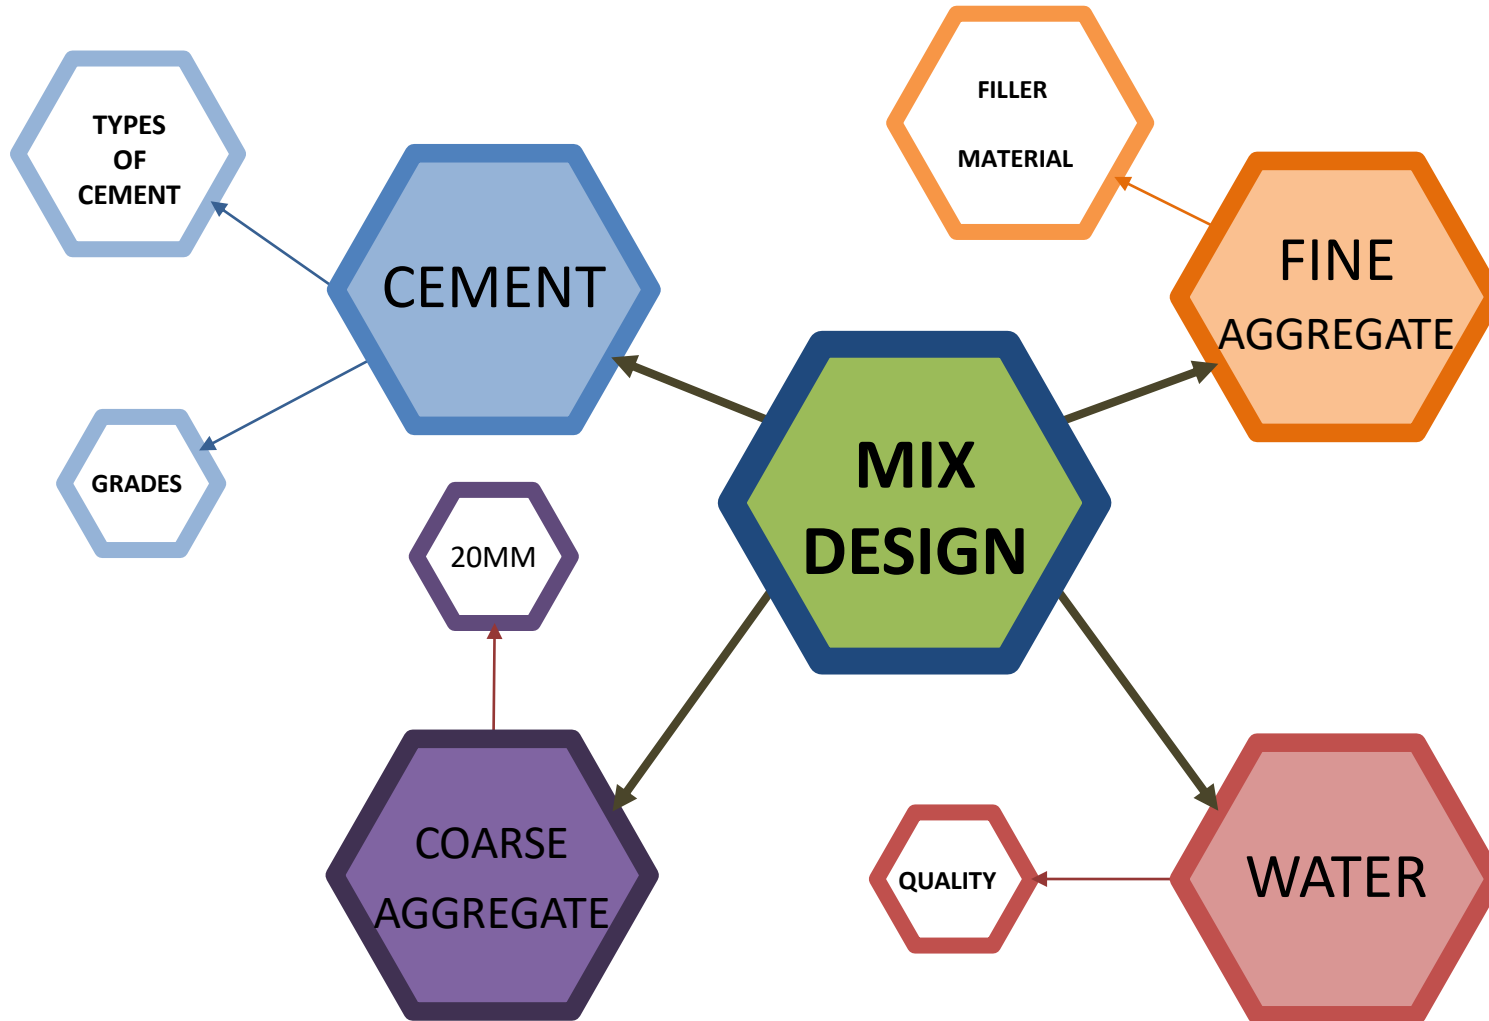 TYPES
OF
CEMENT
CEMENT
GRADES
FILLER
MATERIAL
FINE
AGGREGATE
MIX
DESIGN
20MM
COARSE
AGGREGATE
QUALITY
WATER